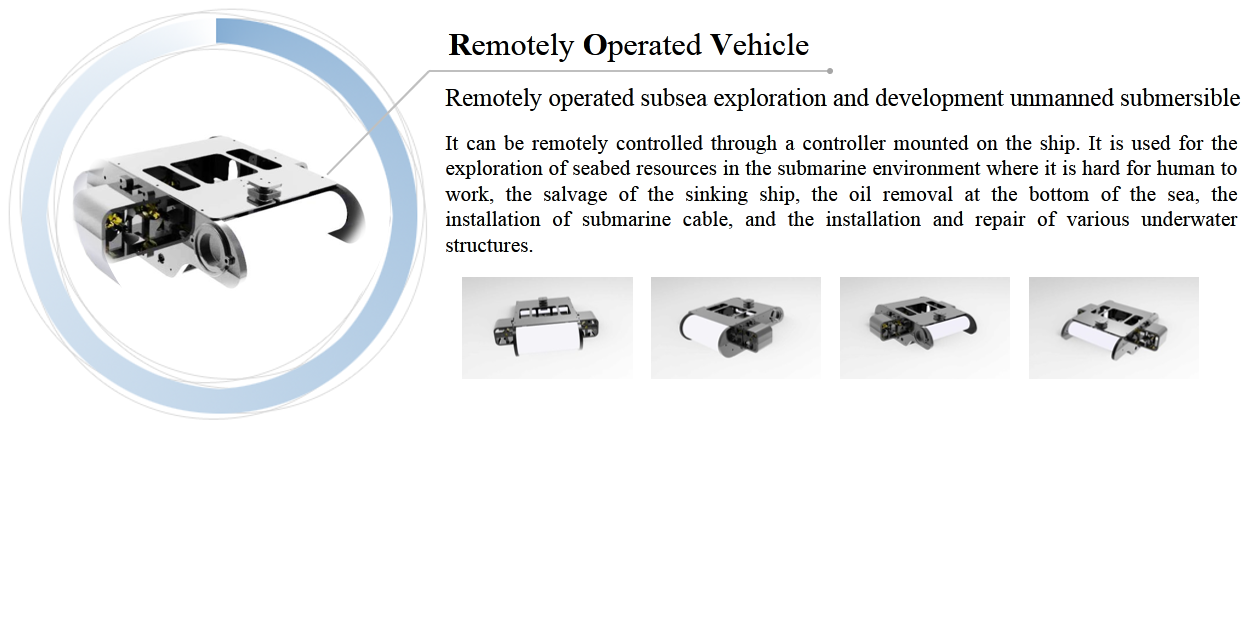 Remotely Operated Vehicle
Remotely operated subsea exploration and development unmanned submersible
It can be remotely controlled through a controller mounted on the ship. It is used for the
exploration of seabed resources in the submarine environment where it is hard for human to
work, the salvage of the sinking ship, the oil removal at the bottom of the sea, the
installation of submarine cable, and the installation and repair of various underwater
structures.